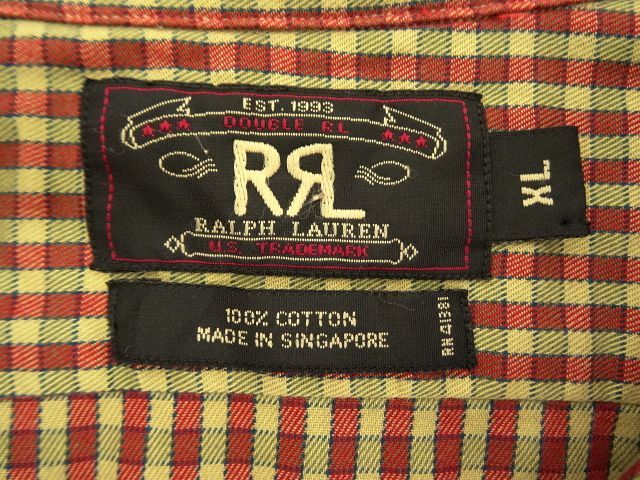 EST. 1993
DOUBLE RL
RRL
RALPH LAUREN
U.S. TRADEMARK
XL
100% COTTON
MADE IN SINGAPORE
RN 41381